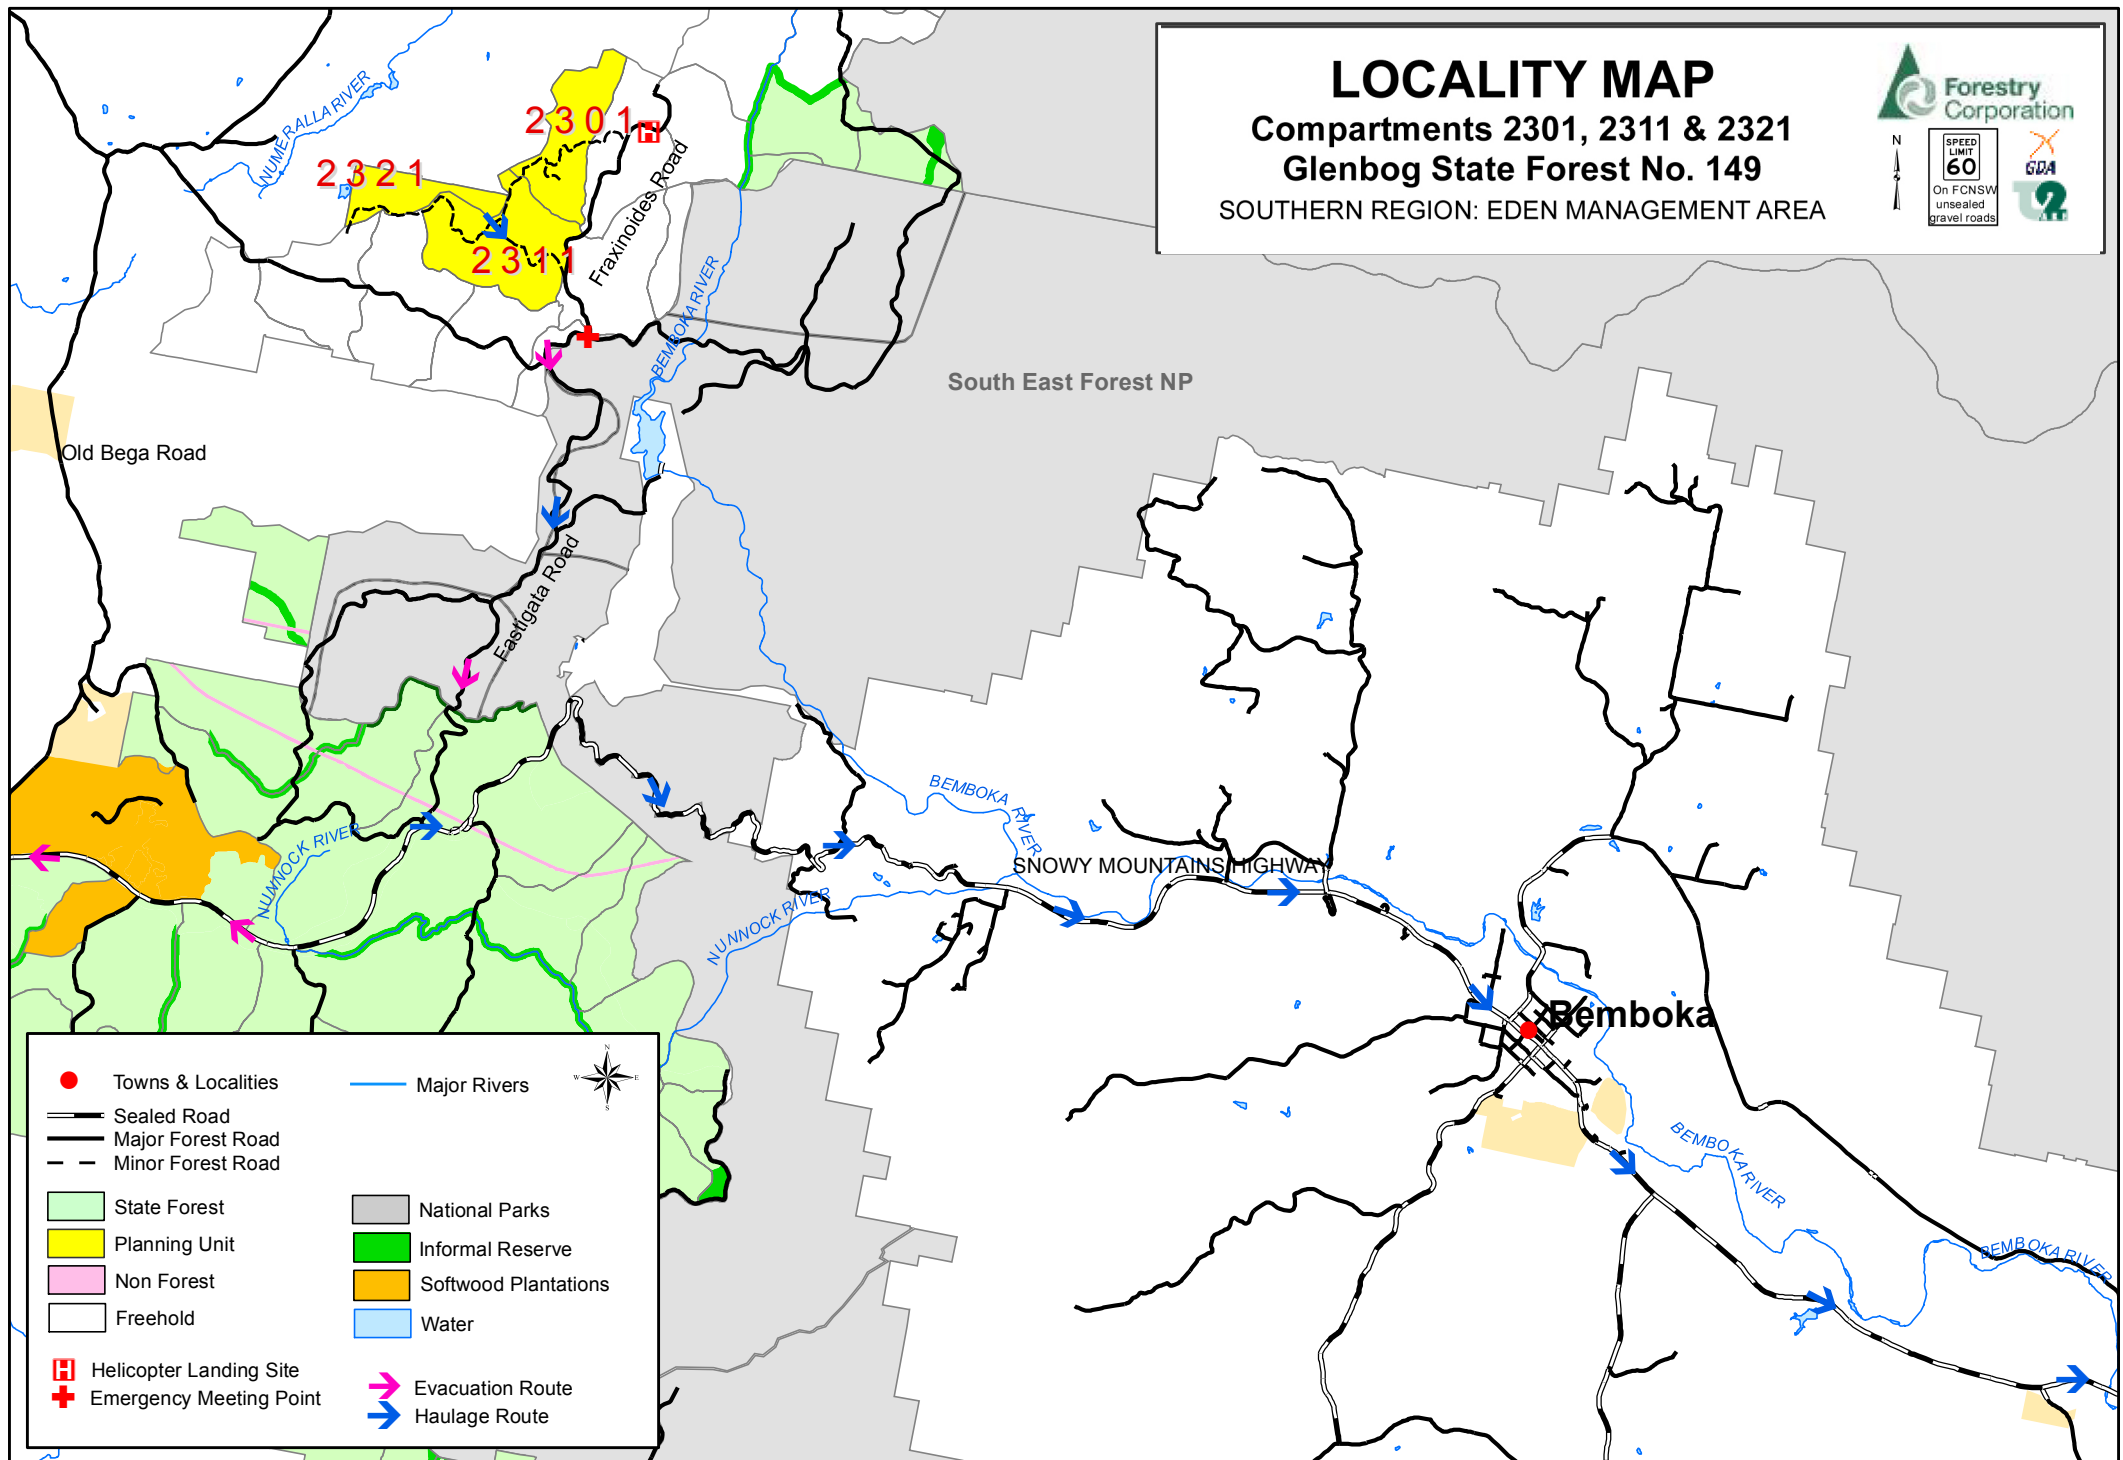 LOCALITY MAP
Compartments 2301, 2311 & 2321
Glenbog State Forest No. 149
SOUTHERN REGION: EDEN MANAGEMENT AREA
Forestry
Corporation
N
SPEED
LIMIT
60
On FCNSW
unsealed
gravel roads
GDA
NUMERALLA RIVER
2301
H
2321
2311
Fraxinoides Road
BEMBOKA RIVER
South East Forest NP
Old Bega Road
Eastigata Road
BEMBOKA RIVER
SNOWY MOUNTAINS HIGHWAY
NUNNOCK RIVER
NUNNOCK RIVER
Bemboka
BEMBOKA RIVER
BEMBOKA RIVER
N
W
E
S
Towns & Localities
Major Rivers
Sealed Road
Major Forest Road
Minor Forest Road
State Forest
National Parks
Planning Unit
Informal Reserve
Non Forest
Softwood Plantations
Freehold
Water
H
Helicopter Landing Site
Emergency Meeting Point
Evacuation Route
Haulage Route